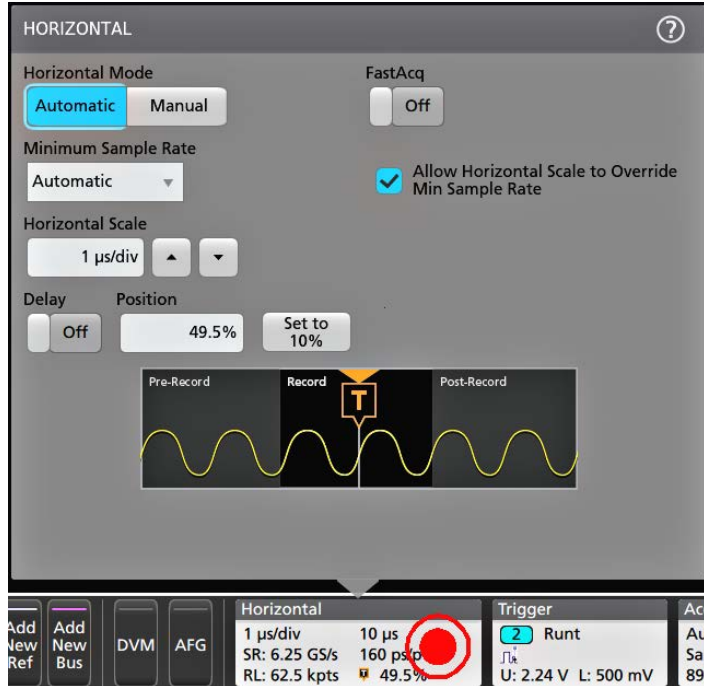 HORIZONTAL
?
Horizontal Mode
FastAcq
Automatic Manual
Off
Minimum Sample Rate
Automatic
Allow Horizontal Scale to Override
Min Sample Rate
Horizontal Scale
1 µs/div
Delay Position
Off 49.5% Set to
10%
Pre-Record Record Post-Record
T
Add
New
Ref
Add
New
Bus
DVM
AFG
Horizontal
1 µs/div 10 µs
SR: 6.25 GS/s 160
RL: 62.5 kpts 49.5%
Trigger
2 Runt
U: 2.24 V L: 500 mV